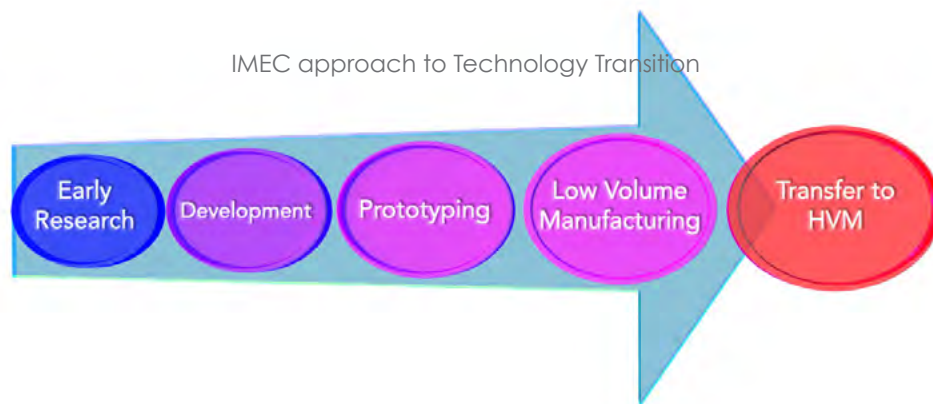 IMEC approach to Technology Transition
Early
Research
Development
Prototyping
Low Volume
Manufacturing
Transfer to
HVM